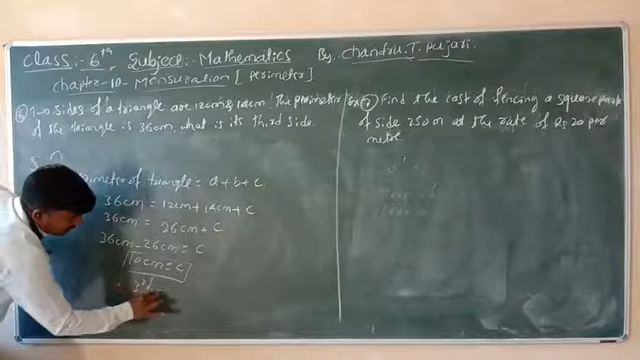 Class:- 6th, Subject:- Mathematics By. Chandru.T. pujari.
Chapter-10- Mensuration [perimeter]
Two sides of a triangle are 12cm & 14cm. The perimeter
of the triangle is 36cm. what is its third side.
perimeter of triangle = a+b+c
36cm = 12cm + 14cm + c
36cm = 26cm + c
36cm - 26cm = c
10cm = c
7 Find the cost of fencing a square park
of side 250 m at the rate of Rs 20 per
metre.